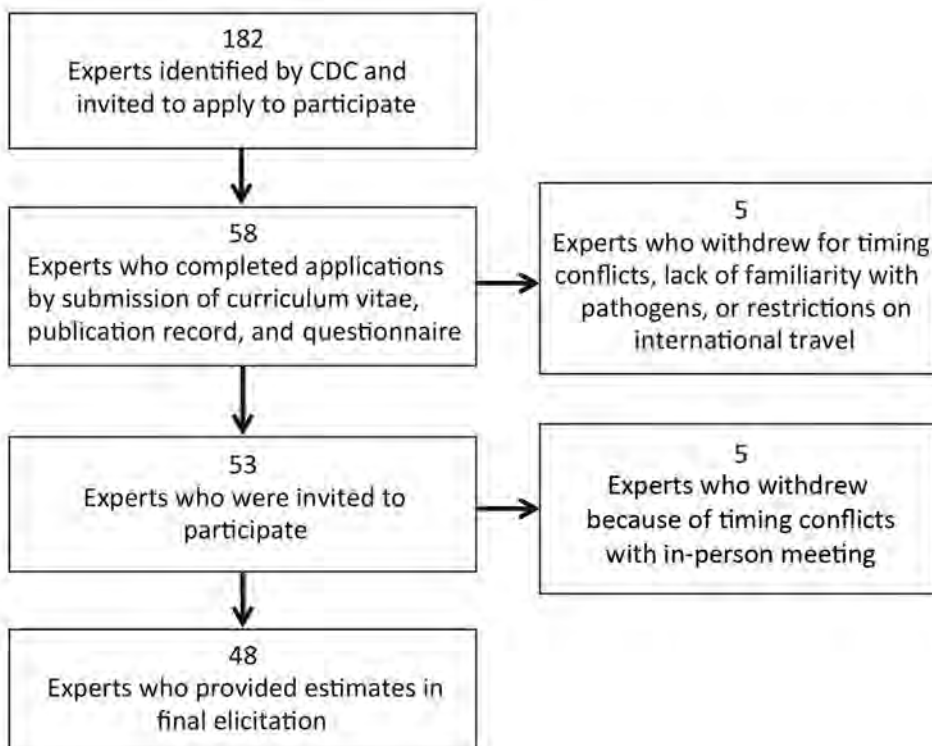 182
Experts identified by CDC and
invited to apply to participate
58
Experts who completed applications
by submission of curriculum vitae,
publication record, and questionnaire
5
Experts who withdrew for timing
conflicts, lack of familiarity with
pathogens, or restrictions on
international travel
53
Experts who were invited to
participate
5
Experts who withdrew
because of timing conflicts
with in-person meeting
48
Experts who provided estimates in
final elicitation